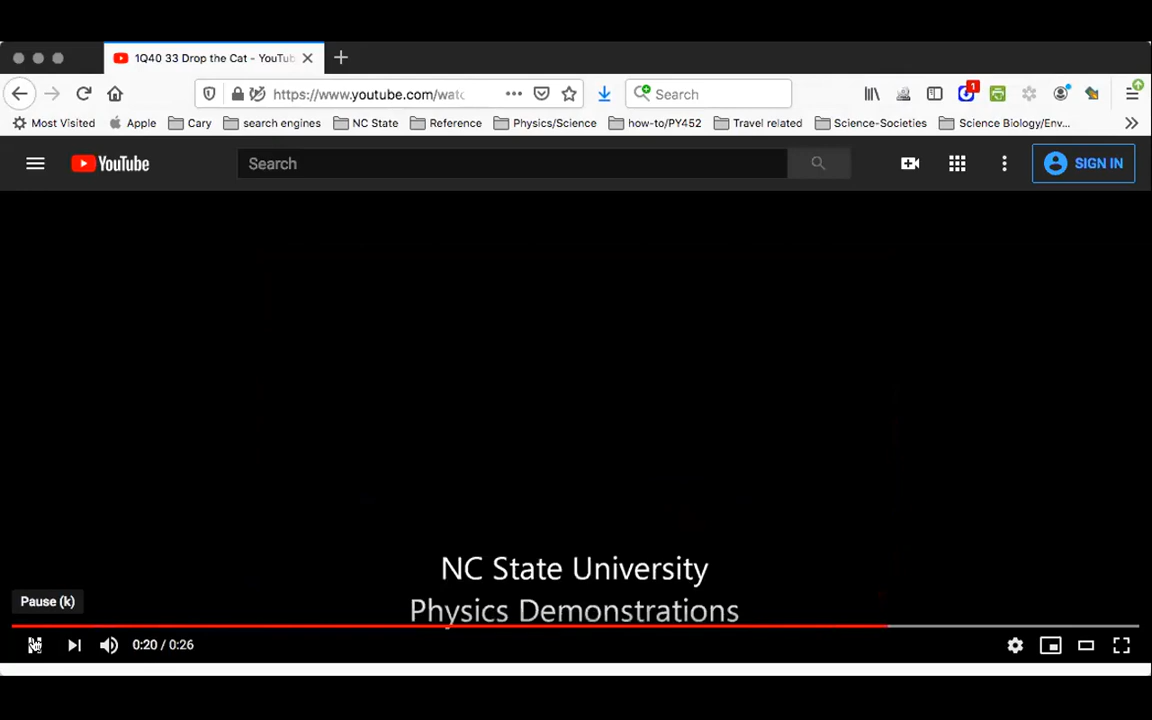 1Q40 33 Drop the Cat - YouTub
https://www.youtube.com/watc
Search
1
Most Visited
Apple
Cary
search engines
NC State
Reference
Physics/Science
how-to/PY452
Travel related
Science-Societies
Science Biology/Env...
YouTube
Search
SIGN IN
NC State University
Pause (k)
Physics Demonstrations
0:20 / 0:26